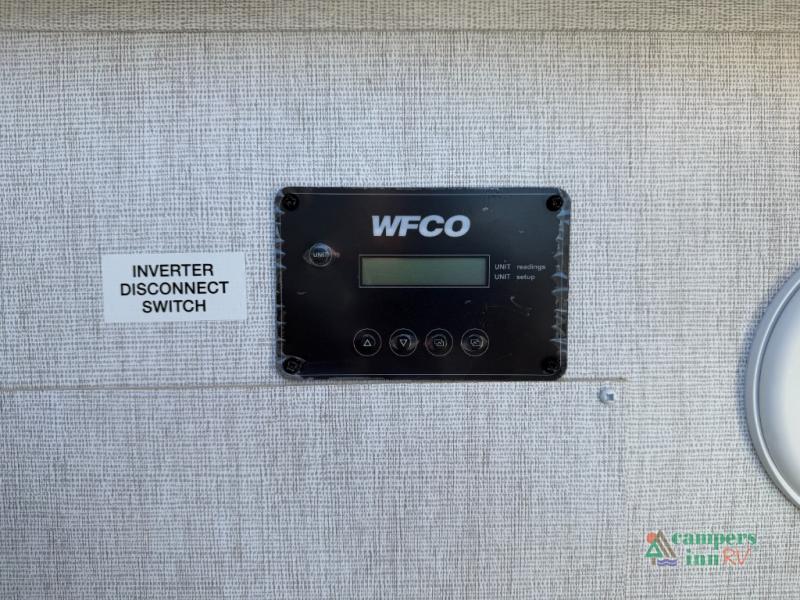 WFCO
UNIT
UNIT readings
UNIT setup
INVERTER
DISCONNECT
SWITCH
campers
inn RV